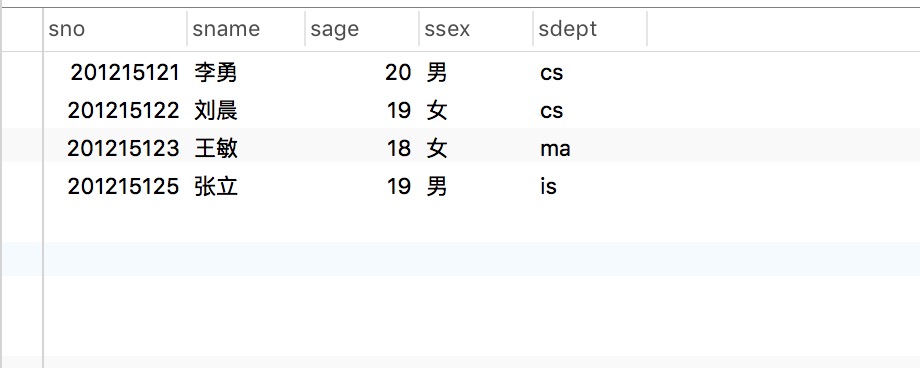 sno sname sage ssex sdept
201215121 李勇 20 男 cs
201215122 刘晨 19 女 cs
201215123 王敏 18 女 ma
201215125 张立 19 男 is